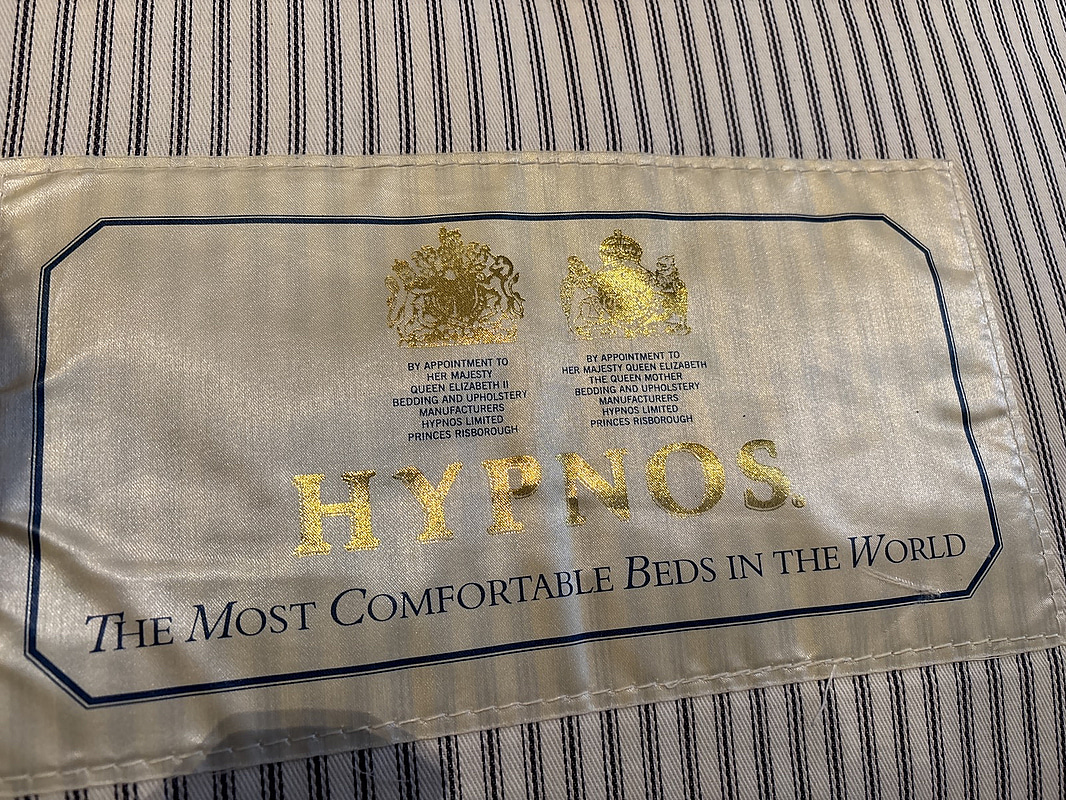 BY APPOINTMENT TO
HER MAJESTY
QUEEN ELIZABETH II
BEDDING AND UPHOLSTERY
MANUFACTURERS
HYPNOS LIMITED
PRINCES RISBOROUGH
BY APPOINTMENT TO
HER MAJESTY QUEEN ELIZABETH
THE QUEEN MOTHER
BEDDING AND UPHOLSTERY
MANUFACTURERS
HYPNOS LIMITED
PRINCES RISBOROUGH
HYPNOS®
THE MOST COMFORTABLE BEDS IN THE WORLD